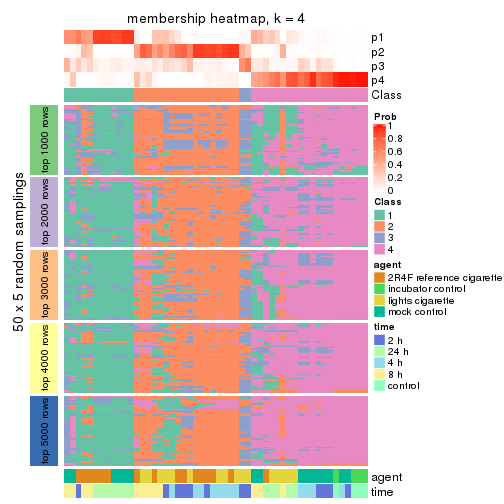 membership heatmap, k = 4
p1
p2
p3
p4
Class
50 x 5 random samplings
top 1000 rows
top 2000 rows
top 3000 rows
top 4000 rows
top 5000 rows
agent
time
Prob
1
0.8
0.6
0.4
0.2
0
Class
1
2
3
4
agent
2R4F reference cigarette
incubator control
lights cigarette
mock control
time
2 h
24 h
4 h
8 h
control